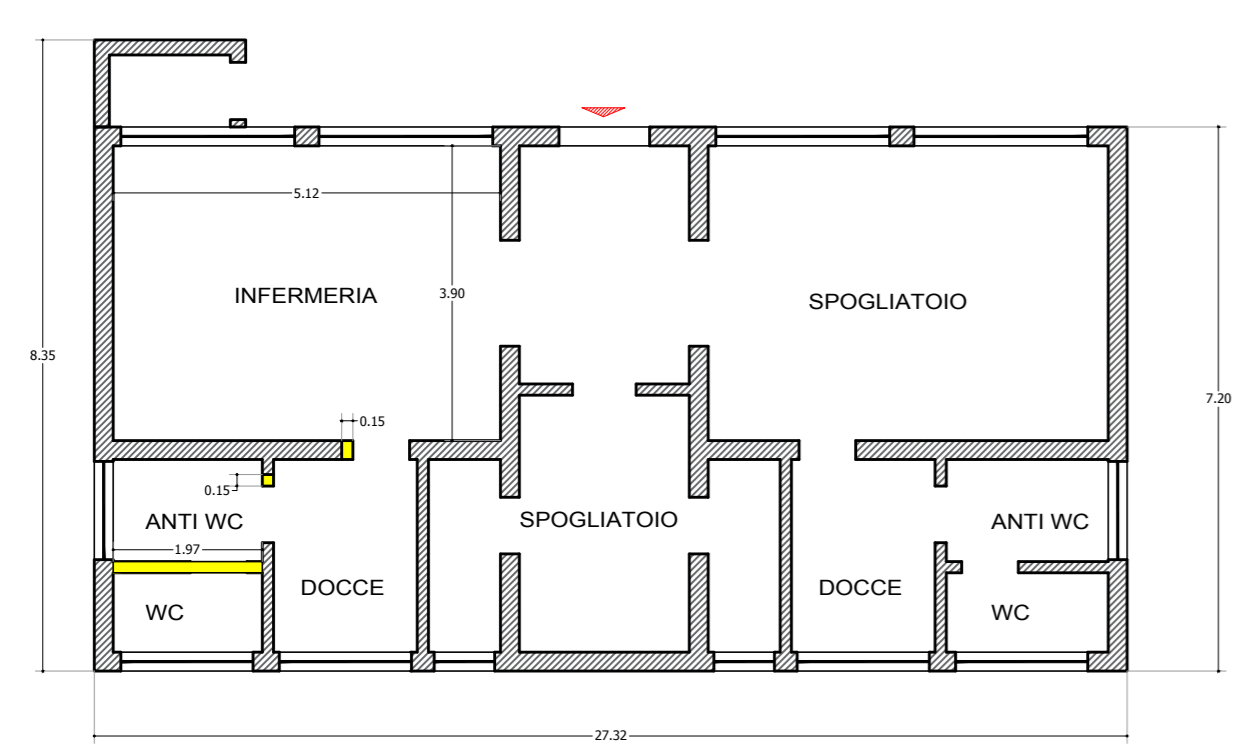 5.12
INFERMERIA
3.90
SPOGLIATOIO
8.35
7.20
0.15
0.15
ANTI WC
SPOGLIATOIO
ANTI WC
1.97
DOCCE
DOCCE
WC
WC
27.32